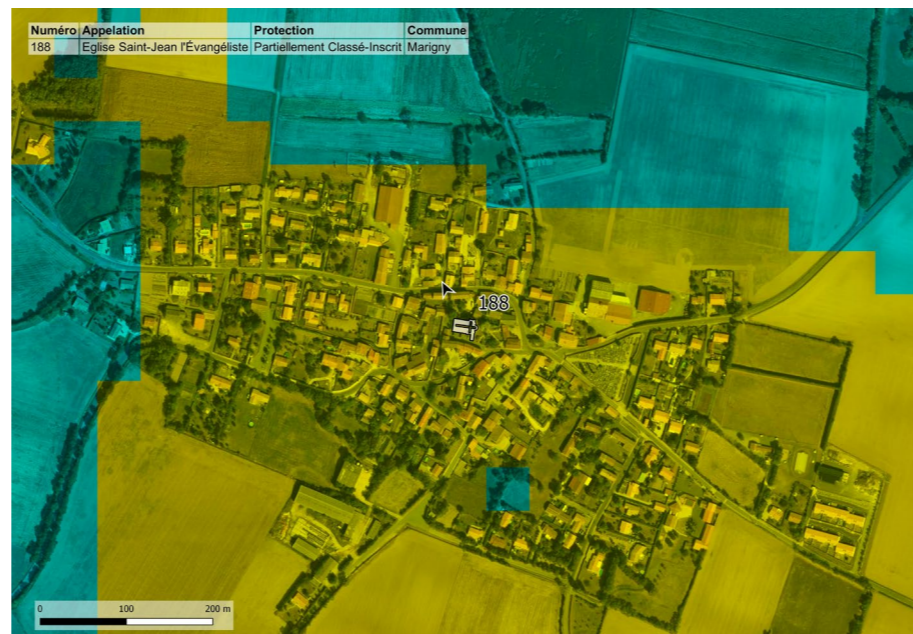 Numéro Appelation Protection Commune
188 Eglise Saint-Jean l'Évangéliste Partiellement Classé-Inscrit Marigny
188
0 100 200 m